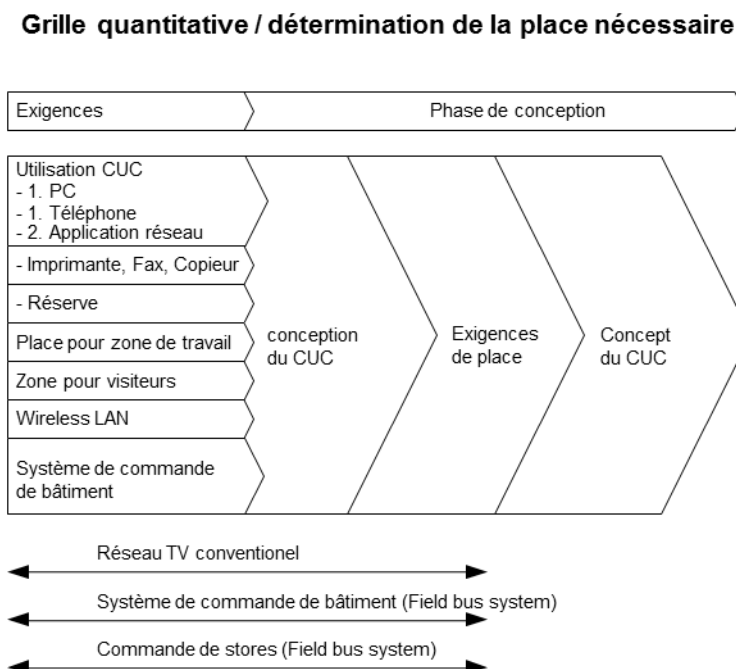 Grille quantitative / détermination de la place nécessaire
Exigences
Phase de conception
Utilisation CUC
- 1. PC
- 1. Téléphone
- 2. Application réseau
- Imprimante, Fax, Copieur
- Réserve
Place pour zone de travail
Zone pour visiteurs
Wireless LAN
Système de commande
de bâtiment
conception
du CUC
Exigences
de place
Concept
du CUC
Réseau TV conventionel
Système de commande de bâtiment (Field bus system)
Commande de stores (Field bus system)